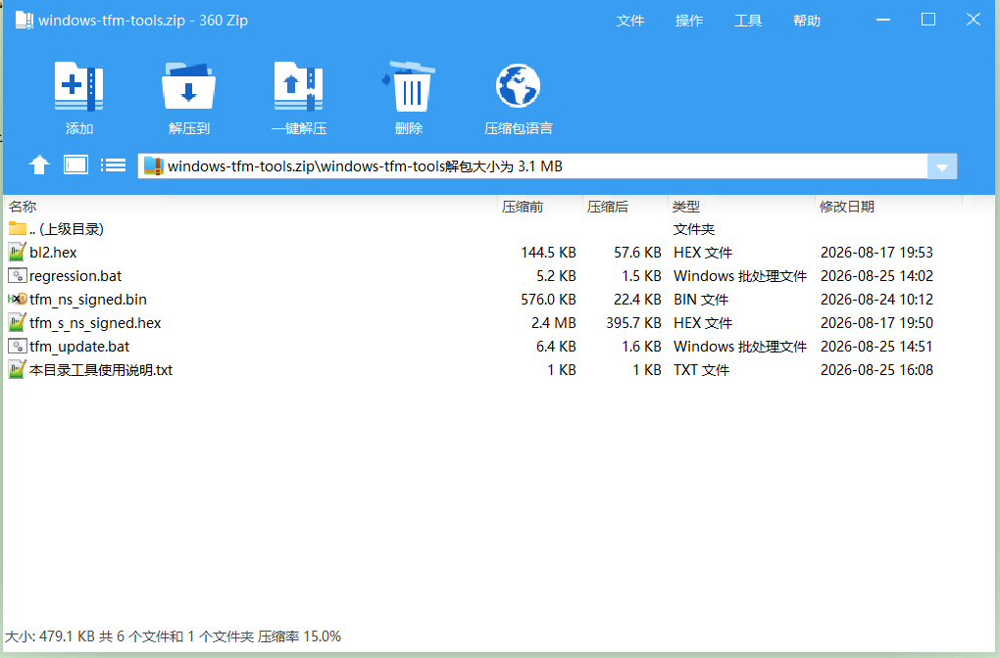 windows-tfm-tools.zip - 360 Zip 文件 操作 工具 帮助
添加 解压到 一键解压 删除 压缩包语言
windows-tfm-tools.zip\windows-tfm-tools解包大小为 3.1 MB
名称 压缩前 压缩后 类型 修改日期
.. (上级目录) 文件夹
bl2.hex 144.5 KB 57.6 KB HEX 文件 2026-08-17 19:53
regression.bat 5.2 KB 1.5 KB Windows 批处理文件 2026-08-25 14:02
tfm_ns_signed.bin 576.0 KB 22.4 KB BIN 文件 2026-08-24 10:12
tfm_s_ns_signed.hex 2.4 MB 395.7 KB HEX 文件 2026-08-17 19:50
tfm_update.bat 6.4 KB 1.6 KB Windows 批处理文件 2026-08-25 14:51
本目录工具使用说明.txt 1 KB 1 KB TXT 文件 2026-08-25 16:08
大小: 479.1 KB 共 6 个文件和 1 个文件夹 压缩率 15.0%